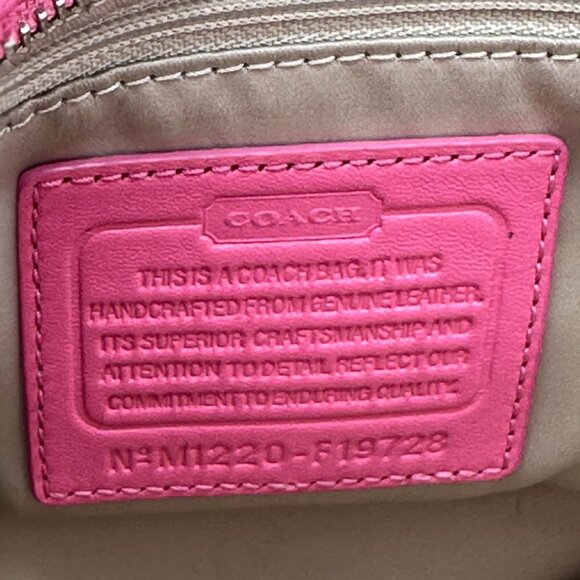 COACH
THIS IS A COACH BAG. IT WAS
HANDCRAFTED FROM GENUINE LEATHER.
ITS SUPERIOR CRAFTSMANSHIP AND
ATTENTION TO DETAIL REFLECT OUR
COMMITMENT TO ENDURING QUALITY.
Nº M1220-F19728